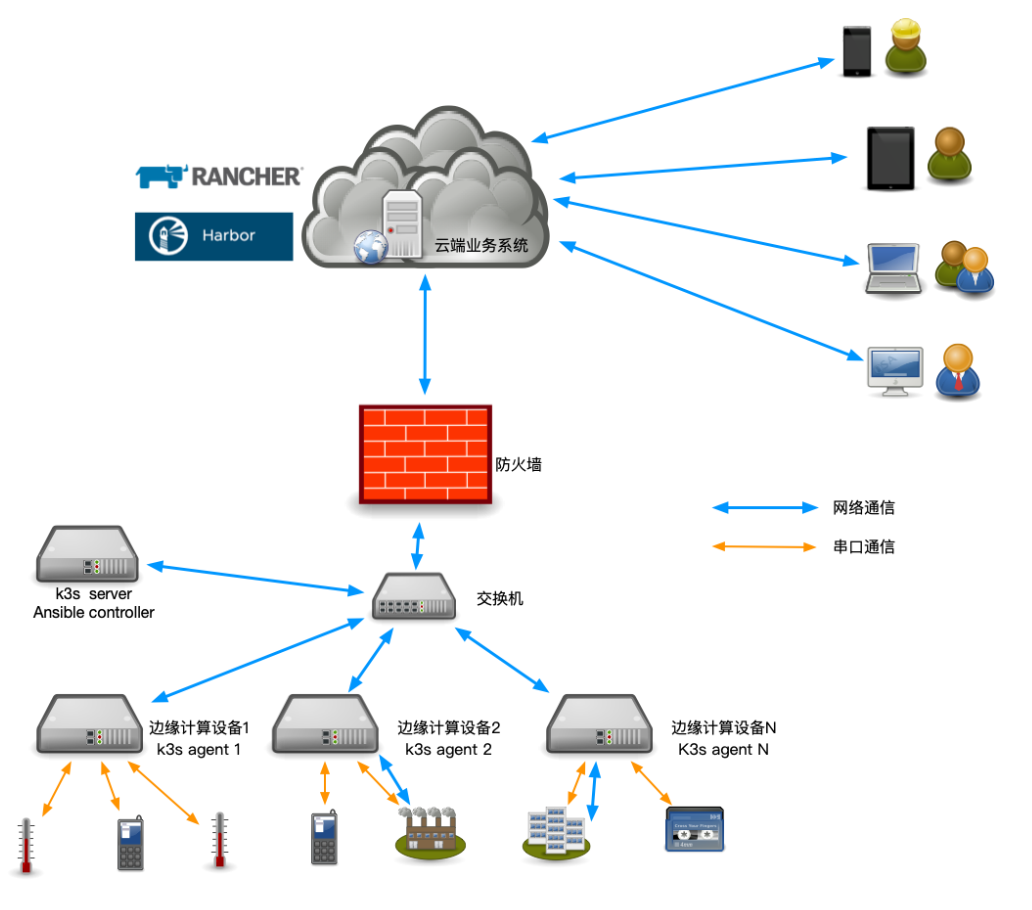 RANCHER
Harbor
云端业务系统
防火墙
网络通信
串口通信
k3s server
Ansible controller
交换机
边缘计算设备1
k3s agent 1
边缘计算设备2
k3s agent 2
边缘计算设备N
K3s agent N